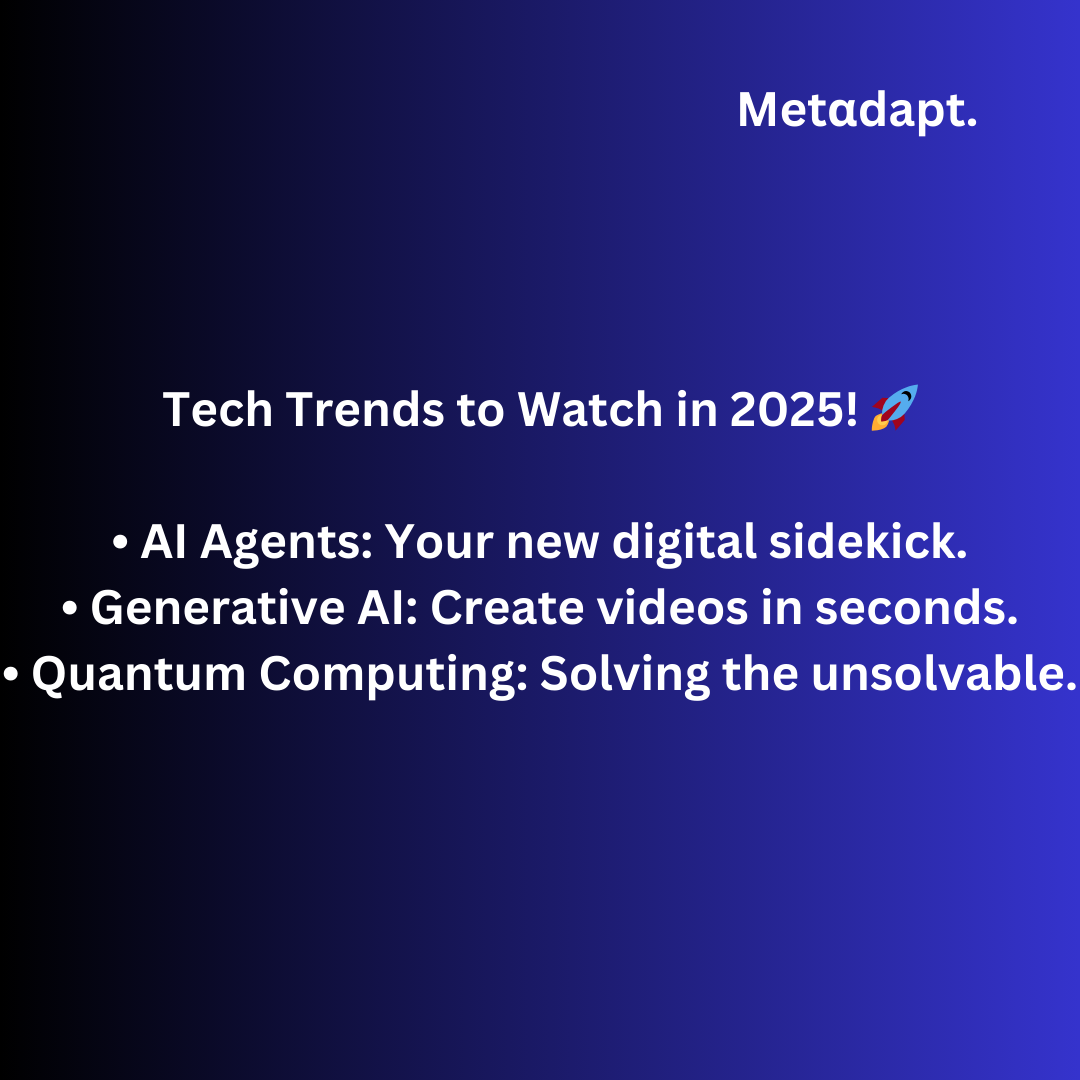 Metαdapt.
Tech Trends to Watch in 2025! 🚀
• AI Agents: Your new digital sidekick.
• Generative AI: Create videos in seconds.
• Quantum Computing: Solving the unsolvable.